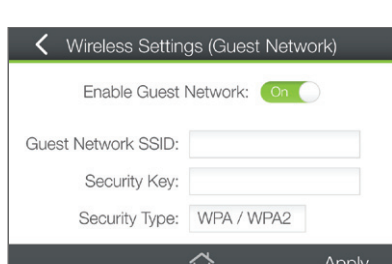 Wireless Settings (Guest Network)
Enable Guest Network: On
Guest Network SSID:
Security Key:
Security Type: WPA / WPA2
Apply